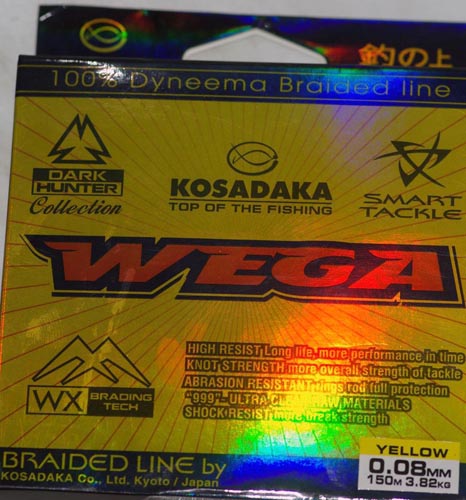 釣の上
100% Dyneema Braided line
DARK
HUNTER
Collection
KOSADAKA
TOP OF THE FISHING
SMART
TACKLE
WEGA
WX BRADING
TECH
HIGH RESIST Long life, more performance in time
KNOT STRENGTH more overall strength of tackle
ABRASION RESISTANT rings rod full protection
"999" ULTRA CLEAR RAW MATERIALS
SHOCK RESIST more break strength
YELLOW
0.08MM
150M 3.82KG
BRAIDED LINE by
KOSADAKA Co., Ltd. Kyoto / Japan